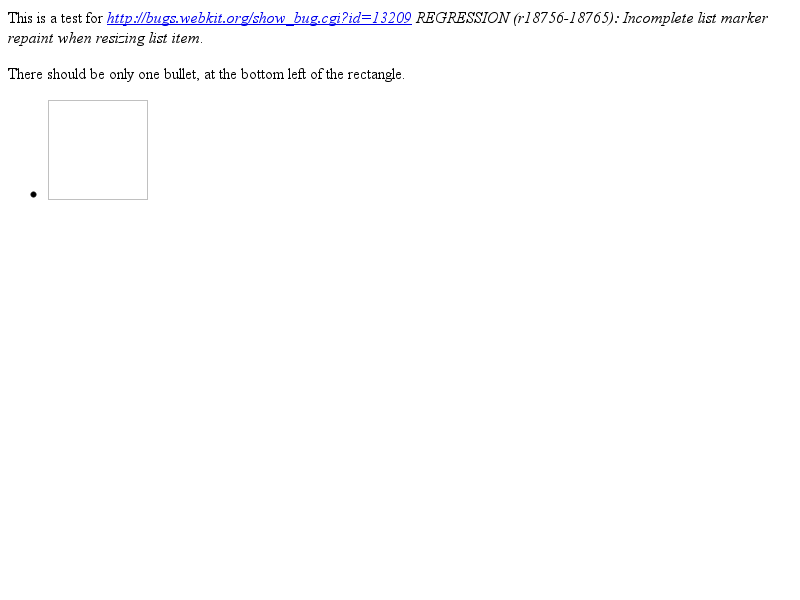 This is a test for http://bugs.webkit.org/show_bug.cgi?id=13209 REGRESSION (r18756-18765): Incomplete list marker
repaint when resizing list item.
There should be only one bullet, at the bottom left of the rectangle.